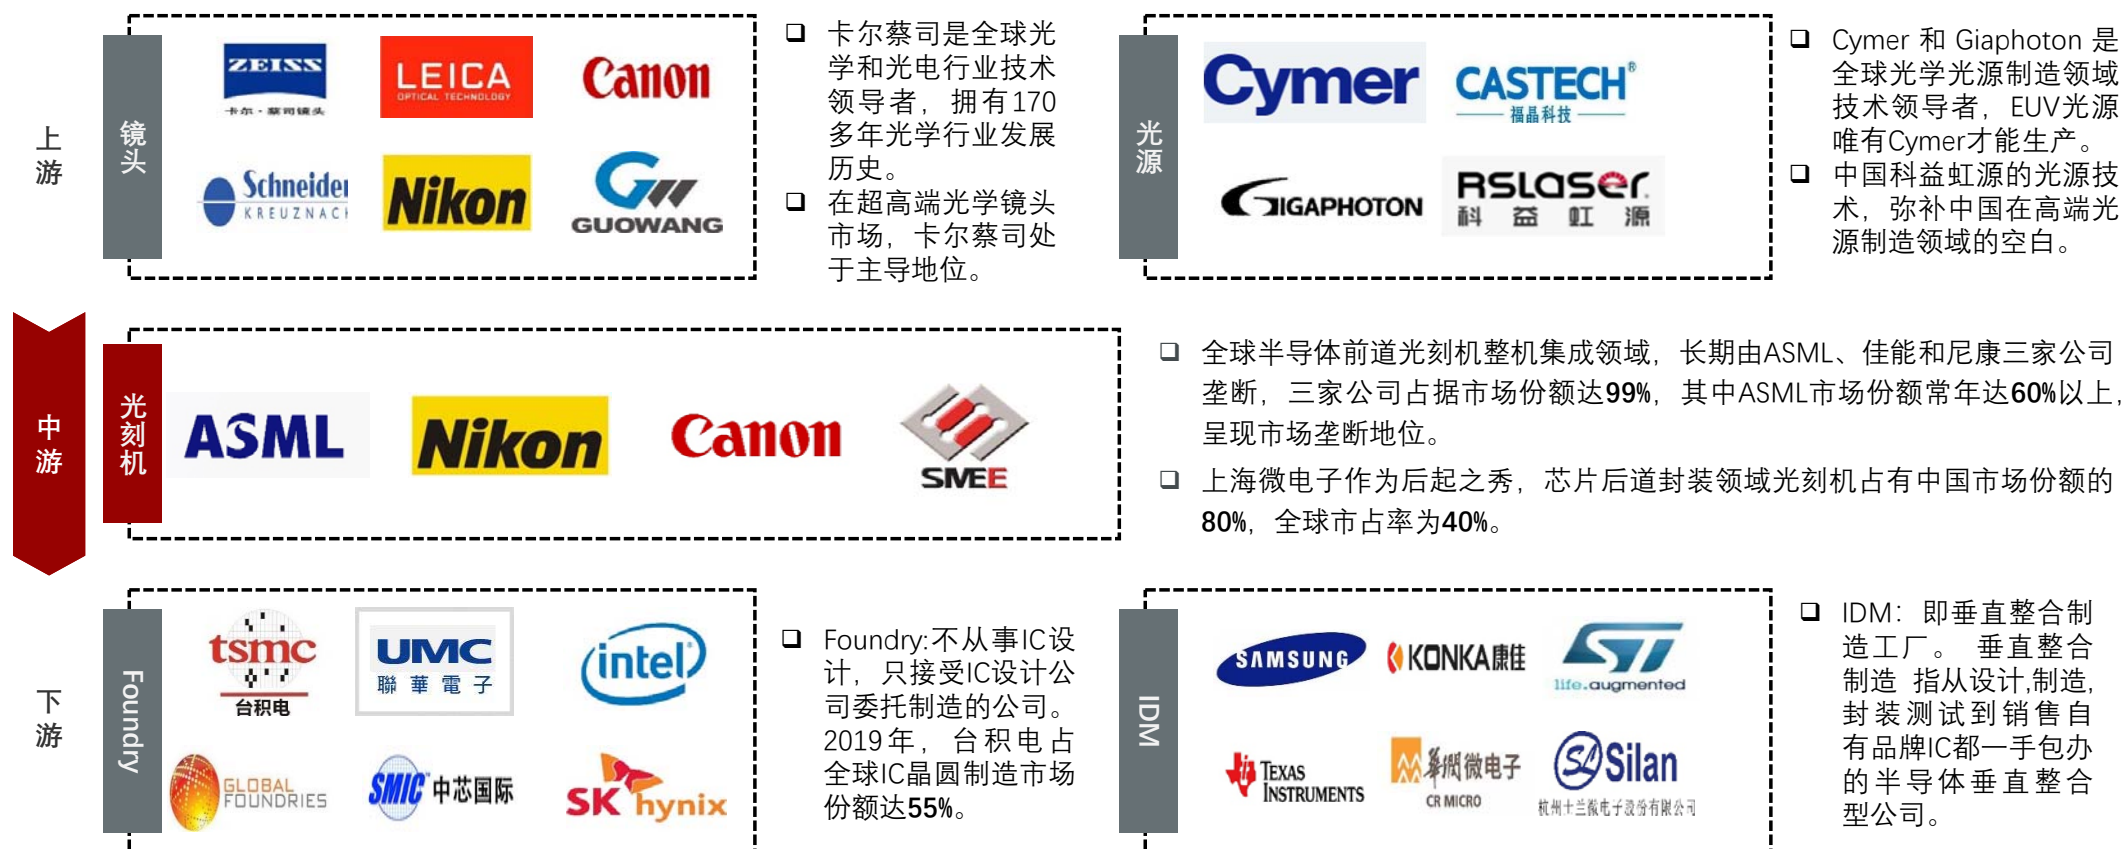 上
游
镜
头
ZEISS
卡尔·蔡司镜头
LEICA
OPTICAL TECHNOLOGY
Canon
Schneider
KREUZNACH
Nikon
GUOWANG
❑ 卡尔蔡司是全球光
学和光电行业技术
领导者，拥有170
多年光学行业发展
历史。
❑ 在超高端光学镜头
市场，卡尔蔡司处
于主导地位。
光
源
Cymer
CASTECH®
福晶科技
GIGAPHOTON
RSLaser
科益虹源
❑ Cymer 和 Giaphoton 是
全球光学光源制造领域
技术领导者，EUV光源
唯有Cymer才能生产。
❑ 中国科益虹源的光源技
术，弥补中国在高端光
源制造领域的空白。
中
游
光
刻
机
ASML
Nikon
Canon
SMEE
❑ 全球半导体前道光刻机整机集成领域，长期由ASML、佳能和尼康三家公司
垄断，三家公司占据市场份额达99%，其中ASML市场份额常年达60%以上，
呈现市场垄断地位。
❑ 上海微电子作为后起之秀，芯片后道封装领域光刻机占有中国市场份额的
80%，全球市占率为40%。
下
游
Foundry
tsmc
台积电
UMC
聯華電子
intel
GLOBAL
FOUNDRIES
SMIC 中芯国际
SK hynix
❑ Foundry:不从事IC设
计，只接受IC设计公
司委托制造的公司。
2019年，台积电占
全球IC晶圆制造市场
份额达55%。
IDM
SAMSUNG
KONKA康佳
ST
life.augmented
TEXAS
INSTRUMENTS
華潤微电子
CR MICRO
Silan
杭州士兰微电子股份有限公司
❑ IDM：即垂直整合制
造工厂。 垂直整合
制造 指从设计,制造,
封装测试到销售自
有品牌IC都一手包办
的半导体垂直整合
型公司。